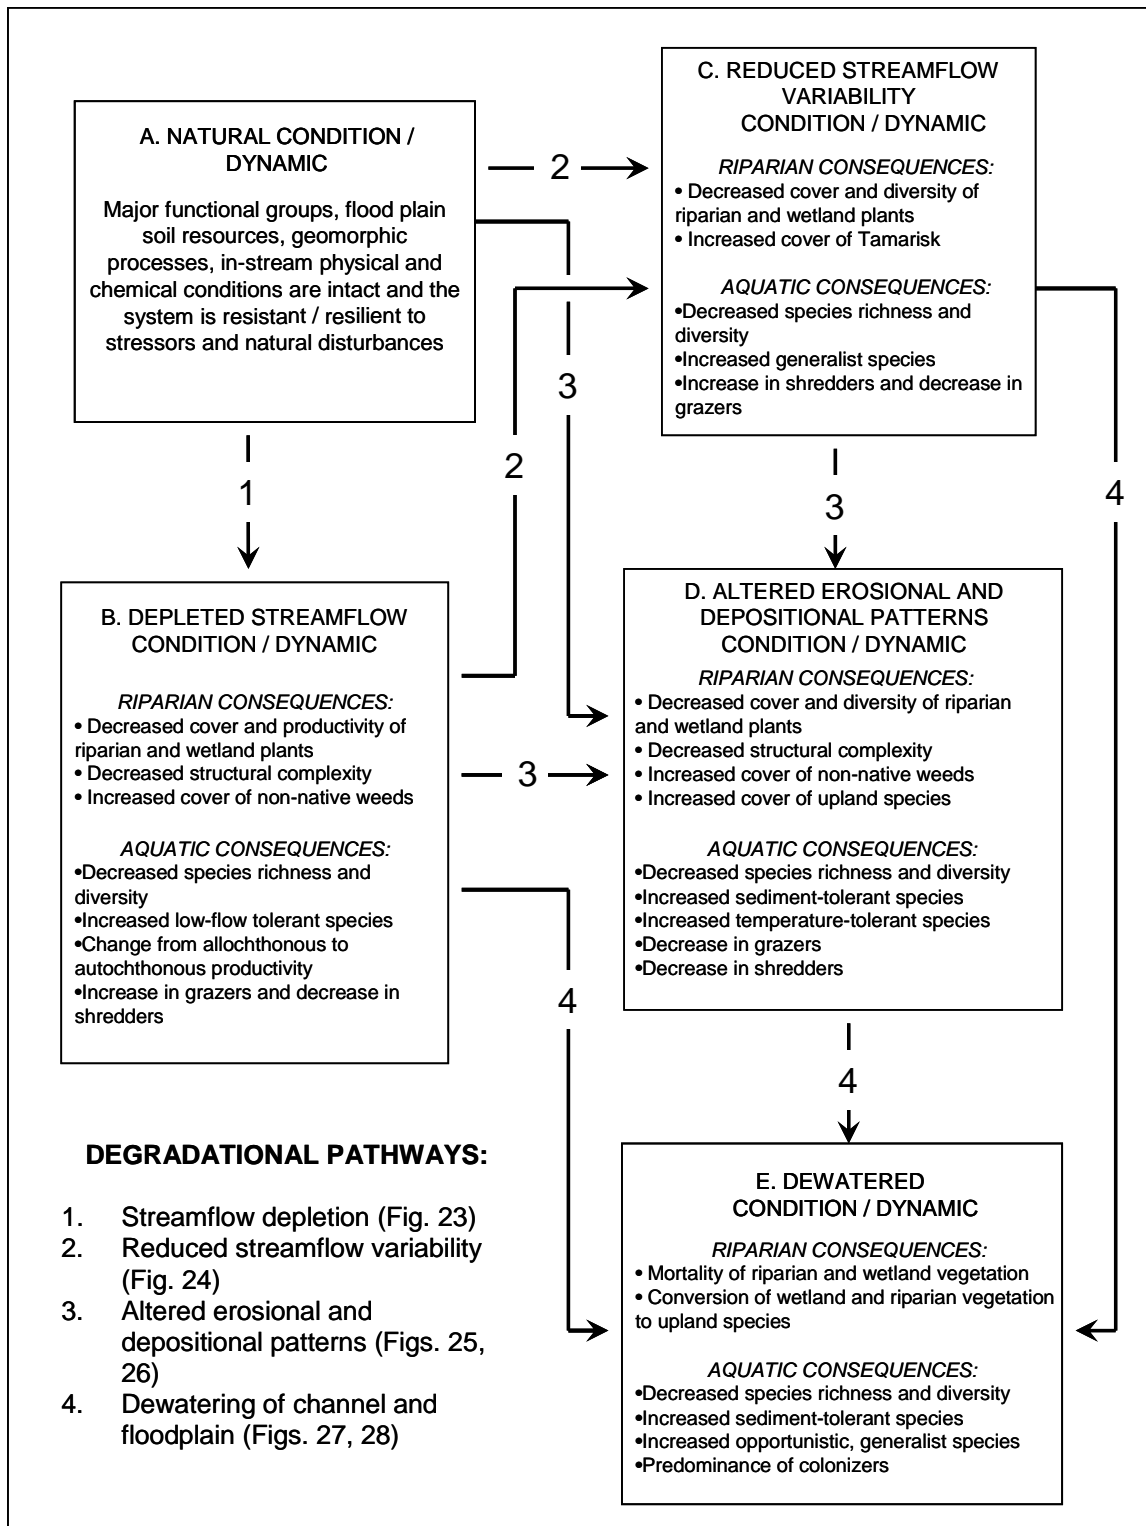 A. NATURAL CONDITION /
DYNAMIC
Major functional groups, flood plain
soil resources, geomorphic
processes, in-stream physical and
chemical conditions are intact and the
system is resistant / resilient to
stressors and natural disturbances
2
C. REDUCED STREAMFLOW
VARIABILITY
CONDITION / DYNAMIC
RIPARIAN CONSEQUENCES:
• Decreased cover and diversity of
riparian and wetland plants
• Increased cover of Tamarisk
AQUATIC CONSEQUENCES:
•Decreased species richness and
diversity
•Increased generalist species
•Increase in shredders and decrease in
grazers
3
2
1
3
4
B. DEPLETED STREAMFLOW
CONDITION / DYNAMIC
RIPARIAN CONSEQUENCES:
• Decreased cover and productivity of
riparian and wetland plants
• Decreased structural complexity
• Increased cover of non-native weeds
AQUATIC CONSEQUENCES:
•Decreased species richness and
diversity
•Increased low-flow tolerant species
•Change from allochthonous to
autochthonous productivity
•Increase in grazers and decrease in
shredders
3
4
D. ALTERED EROSIONAL AND
DEPOSITIONAL PATTERNS
CONDITION / DYNAMIC
RIPARIAN CONSEQUENCES:
• Decreased cover and diversity of riparian
and wetland plants
• Decreased structural complexity
• Increased cover of non-native weeds
• Increased cover of upland species
AQUATIC CONSEQUENCES:
•Decreased species richness and diversity
•Increased sediment-tolerant species
•Increased temperature-tolerant species
•Decrease in grazers
•Decrease in shredders
4
DEGRADATIONAL PATHWAYS:
1. Streamflow depletion (Fig. 23)
2. Reduced streamflow variability
(Fig. 24)
3. Altered erosional and
depositional patterns (Figs. 25,
26)
4. Dewatering of channel and
floodplain (Figs. 27, 28)
E. DEWATERED
CONDITION / DYNAMIC
RIPARIAN CONSEQUENCES:
• Mortality of riparian and wetland vegetation
• Conversion of wetland and riparian vegetation
to upland species
AQUATIC CONSEQUENCES:
•Decreased species richness and diversity
•Increased sediment-tolerant species
•Increased opportunistic, generalist species
•Predominance of colonizers